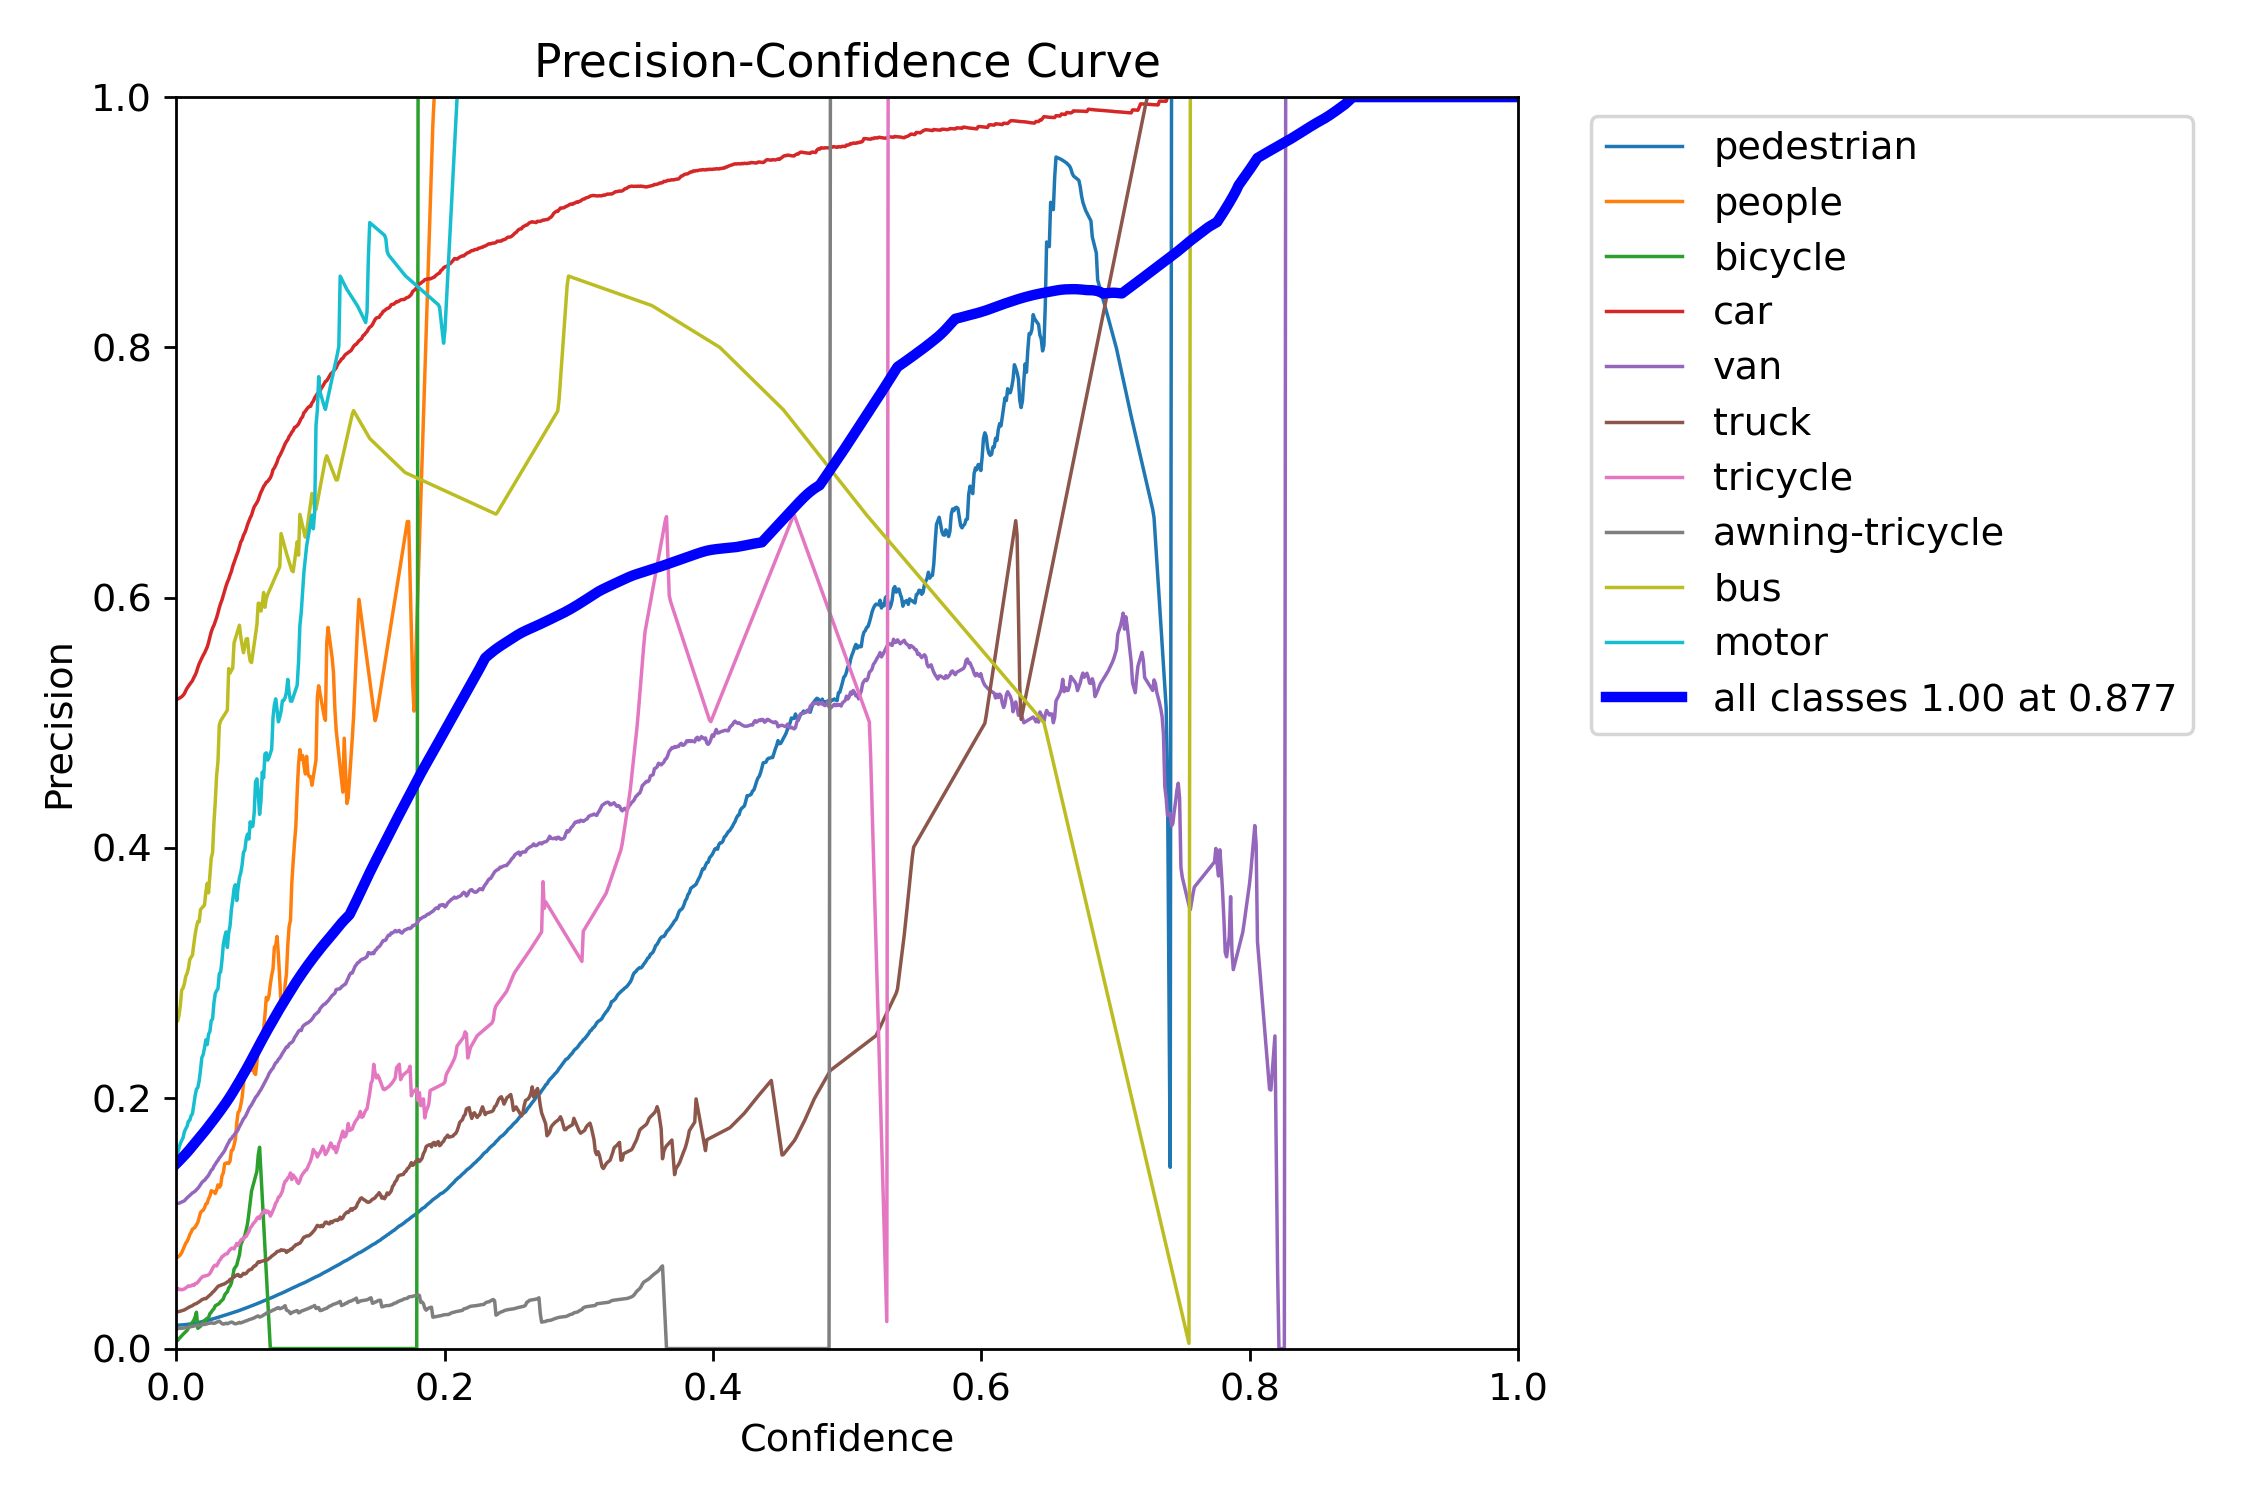 Precision-Confidence Curve
1.0
0.8
0.6
0.4
0.2
0.0
Precision
0.0 0.2 0.4 0.6 0.8 1.0
Confidence
pedestrian
people
bicycle
car
van
truck
tricycle
awning-tricycle
bus
motor
all classes 1.00 at 0.877